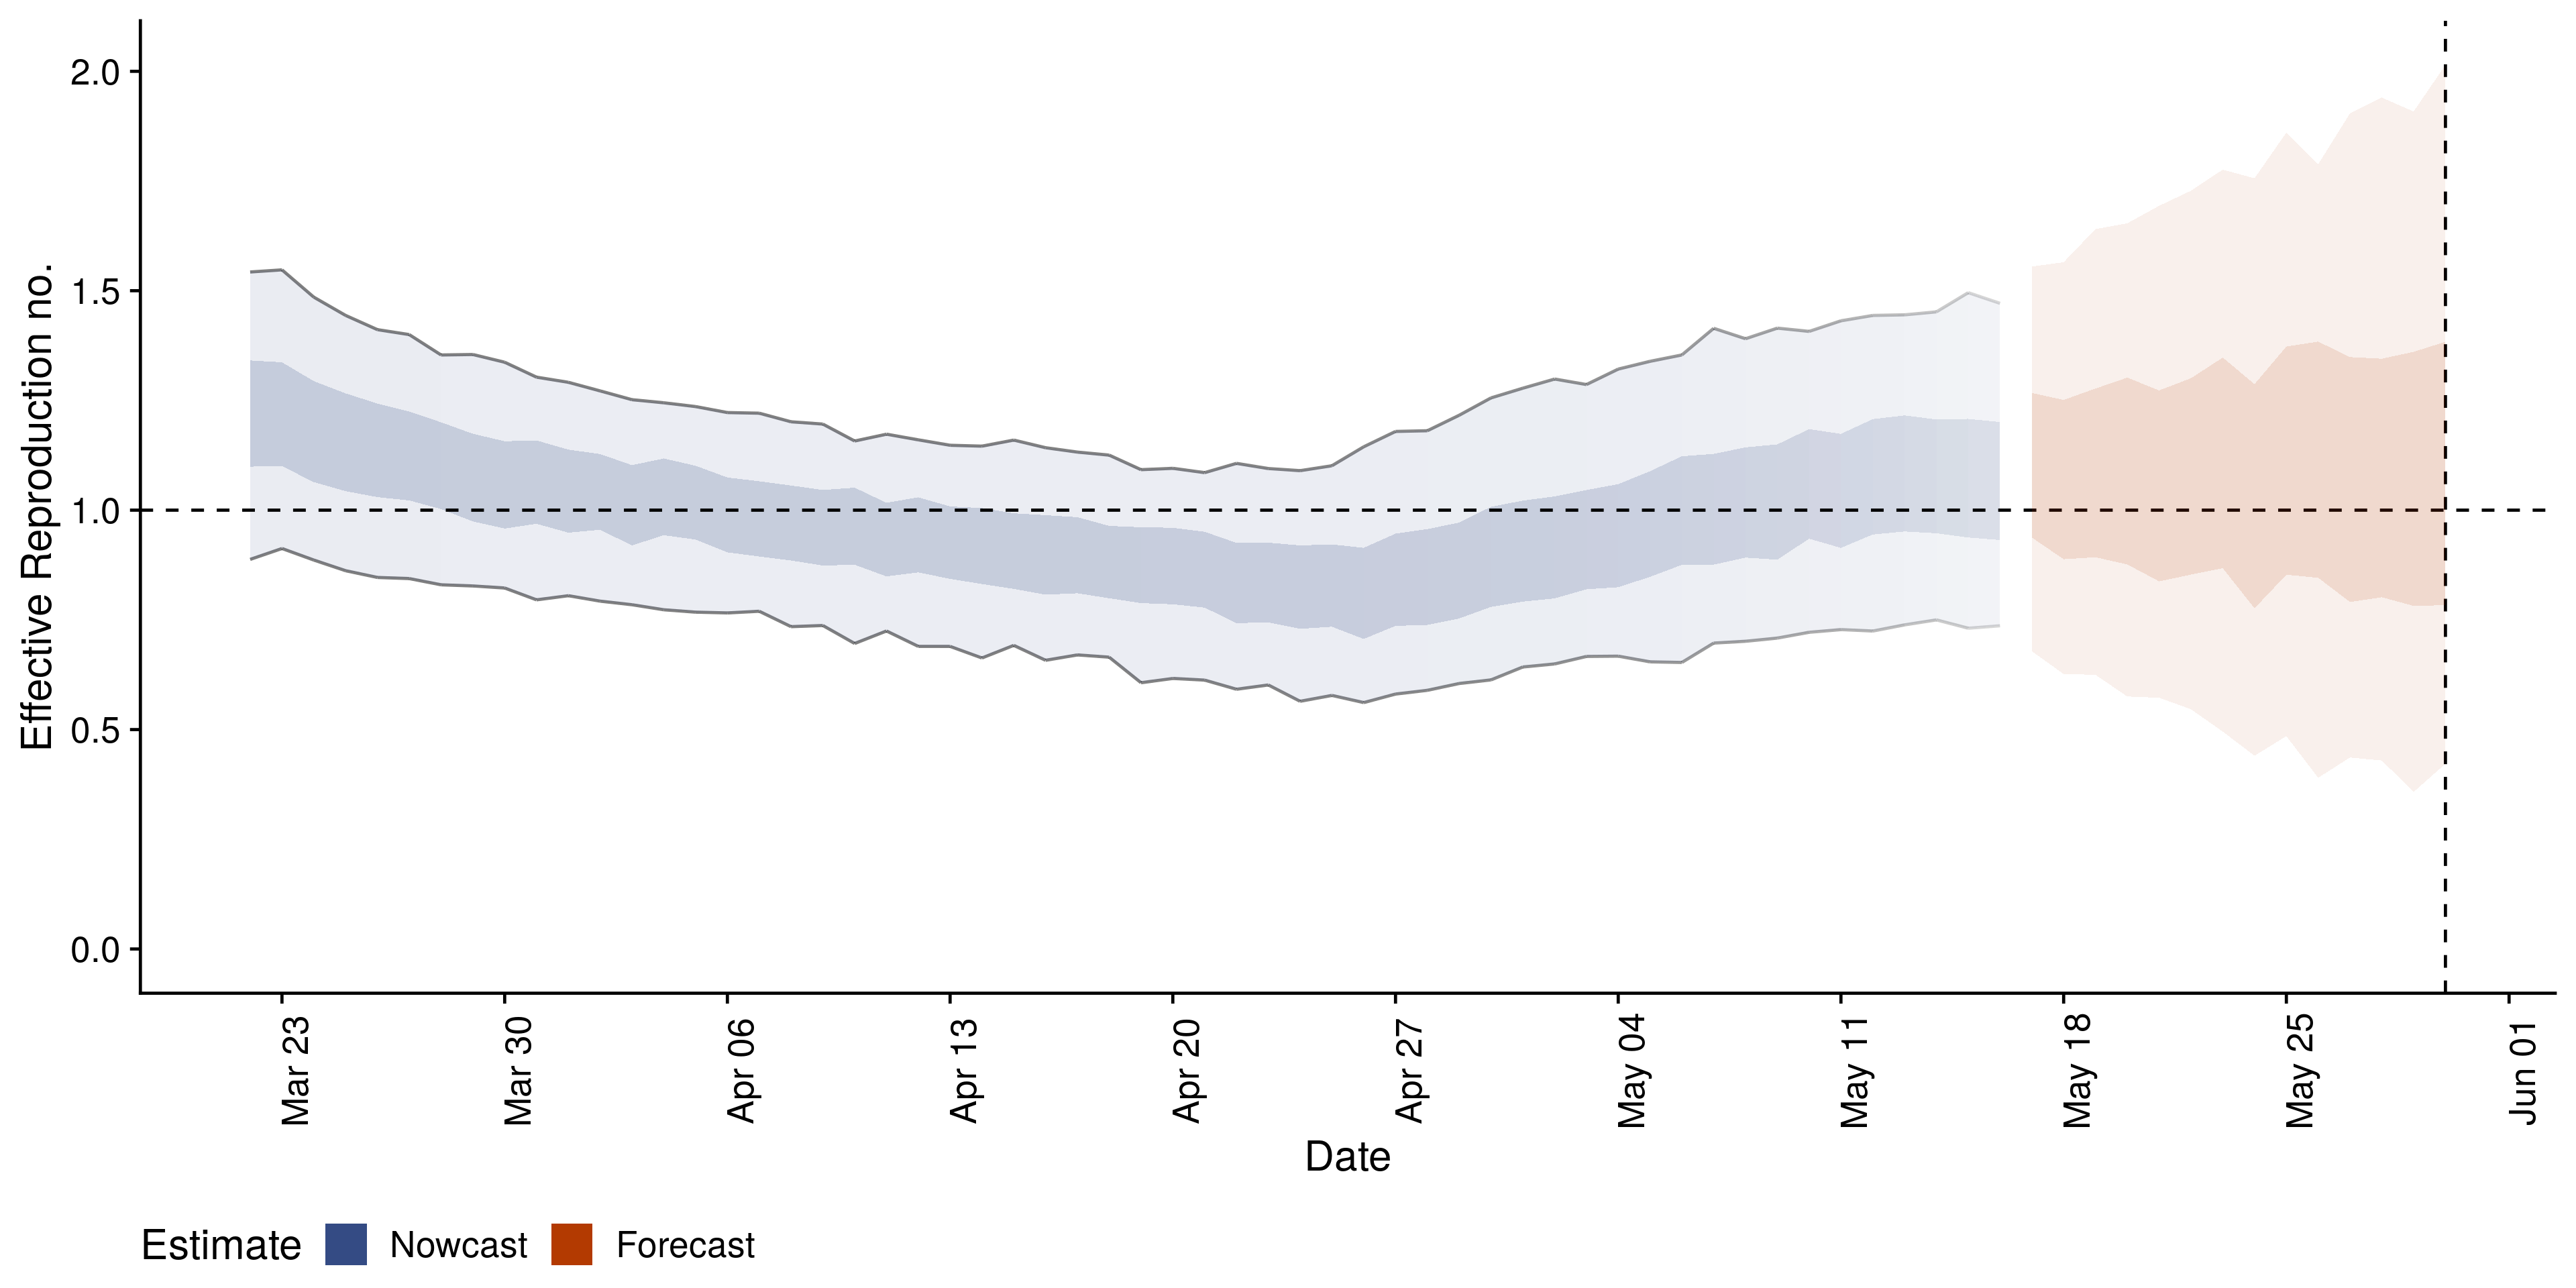 Effective Reproduction no.
2.0
1.5
1.0
0.5
0.0
Mar 23
Mar 30
Apr 06
Apr 13
Apr 20
Apr 27
May 04
May 11
May 18
May 25
Jun 01
Date
Estimate Nowcast Forecast